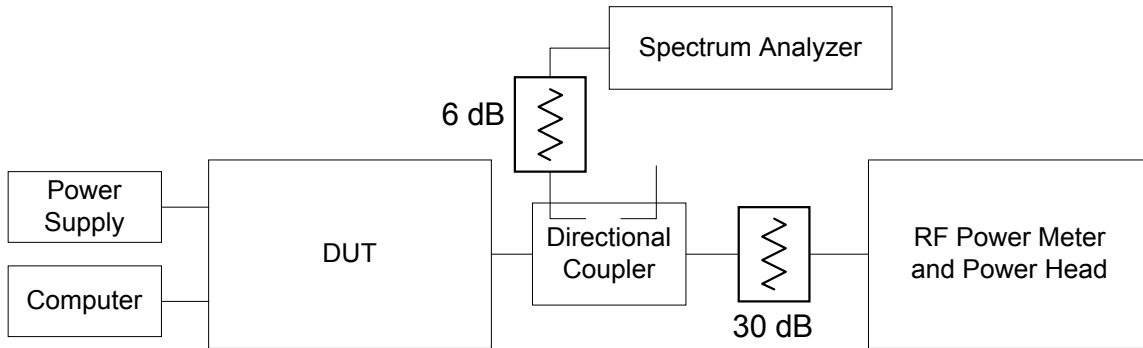 Spectrum Analyzer
6 dB
Power
Supply
DUT
Directional
Coupler
RF Power Meter
and Power Head
Computer
30 dB